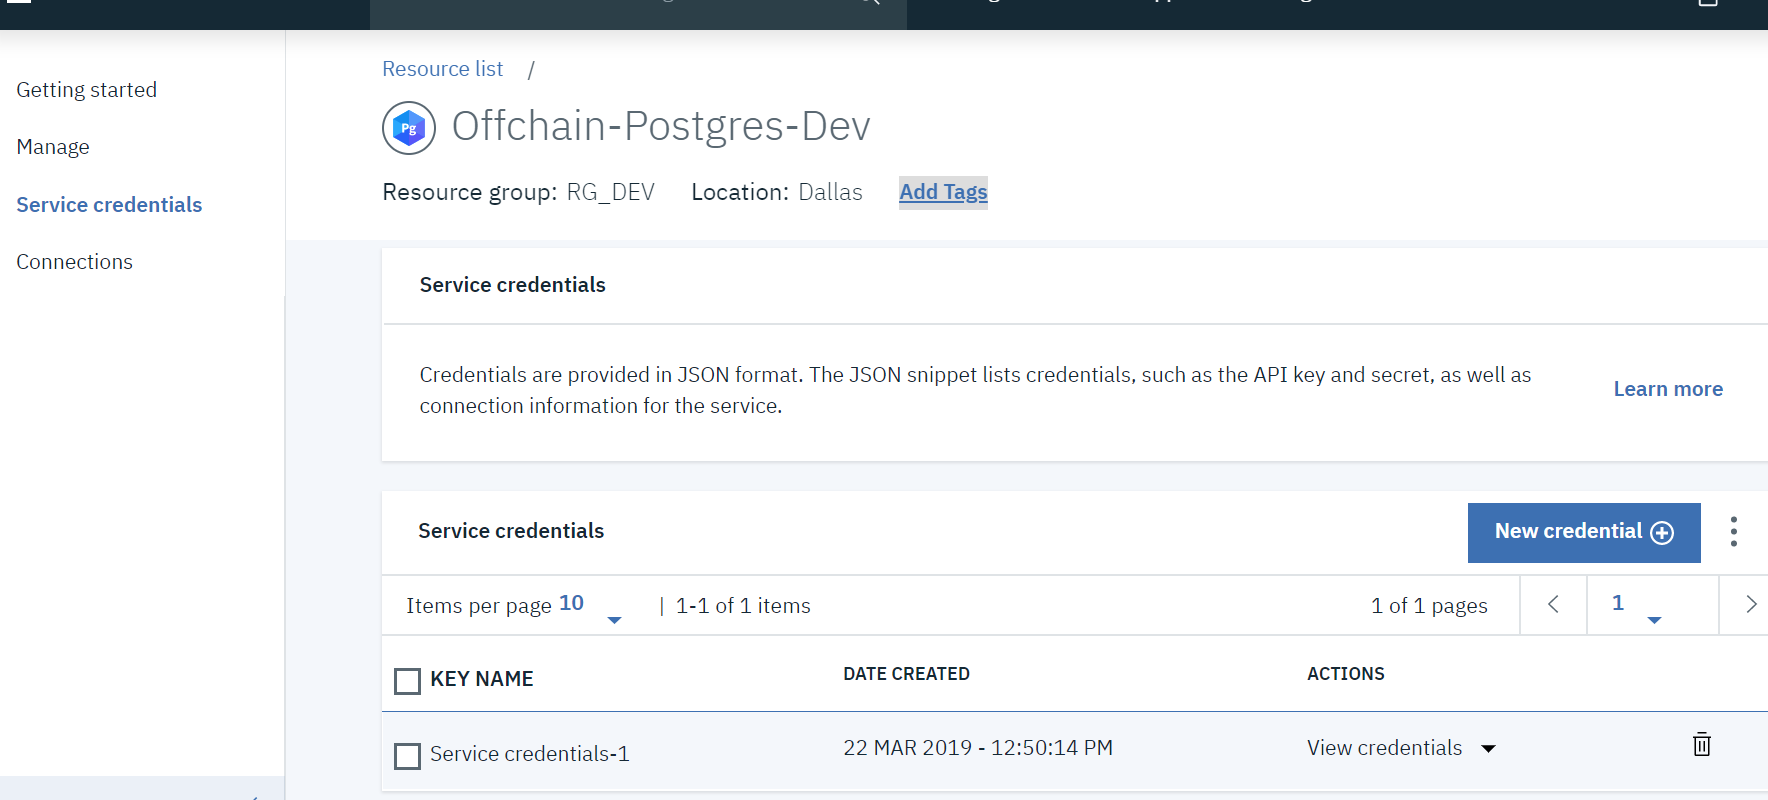 Getting started
Manage
Service credentials
Connections
Resource list /
Pg
Offchain-Postgres-Dev
Resource group: RG_DEV Location: Dallas Add Tags
Service credentials
Credentials are provided in JSON format. The JSON snippet lists credentials, such as the API key and secret, as well as
connection information for the service.
Learn more
Service credentials
New credential
Items per page 10 | 1-1 of 1 items 1 of 1 pages 1
KEY NAME DATE CREATED ACTIONS
Service credentials-1 22 MAR 2019 - 12:50:14 PM View credentials